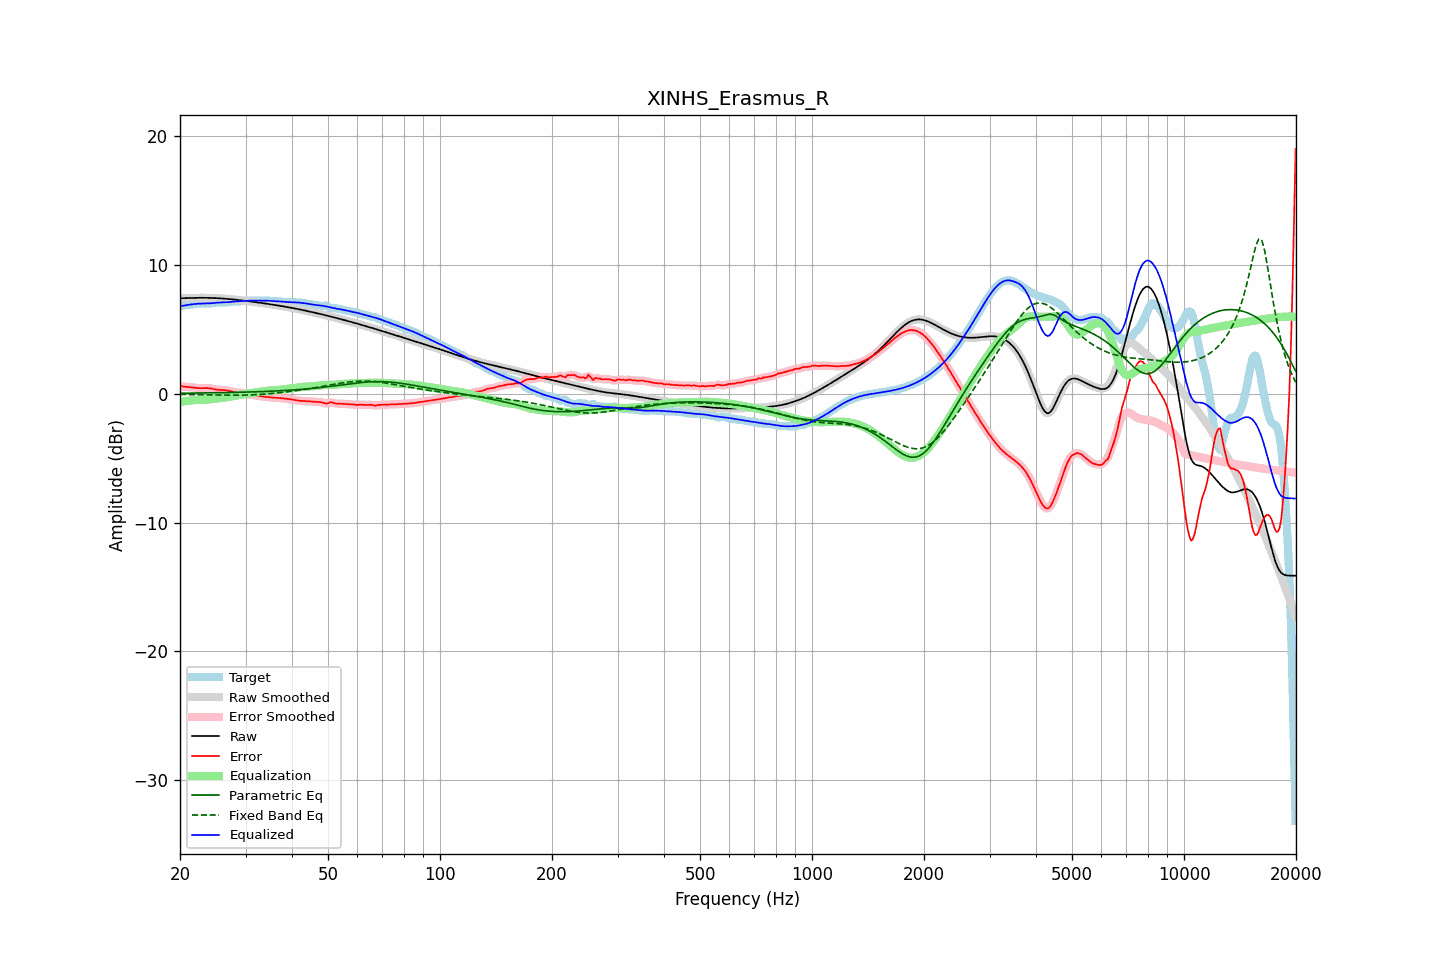 XINHS_Erasmus_R
20
10
0
−10
−20
−30
Amplitude (dBr)
Target
Raw Smoothed
Error Smoothed
Raw
Error
Equalization
Parametric Eq
Fixed Band Eq
Equalized
20 50 100 200 500 1000 2000 5000 10000 20000
Frequency (Hz)